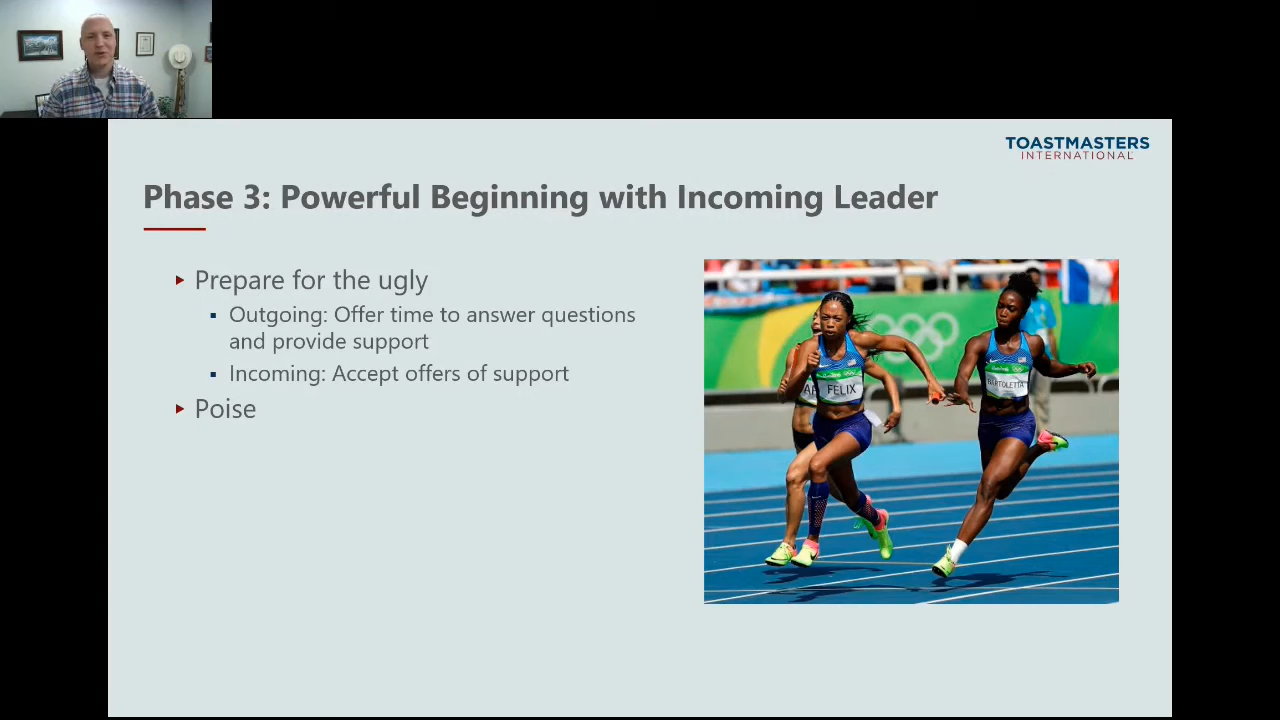 TOASTMASTERS
INTERNATIONAL
Phase 3: Powerful Beginning with Incoming Leader
Prepare for the ugly
Outgoing: Offer time to answer questions
and provide support
Incoming: Accept offers of support
Poise
FELIX
BARTOLETTA